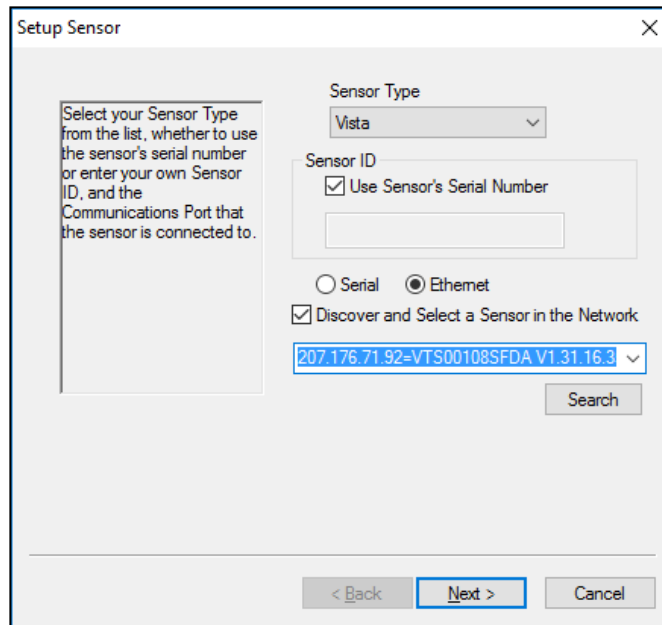 Setup Sensor
Select your Sensor Type
from the list, whether to use
the sensor's serial number
or enter your own Sensor
ID, and the
Communications Port that
the sensor is connected to.
Sensor Type
Vista
Sensor ID
Use Sensor's Serial Number
Serial Ethernet
Discover and Select a Sensor in the Network
207.176.71.92=VTS00108SFDA V1.31.16.3
Search
< Back Next > Cancel